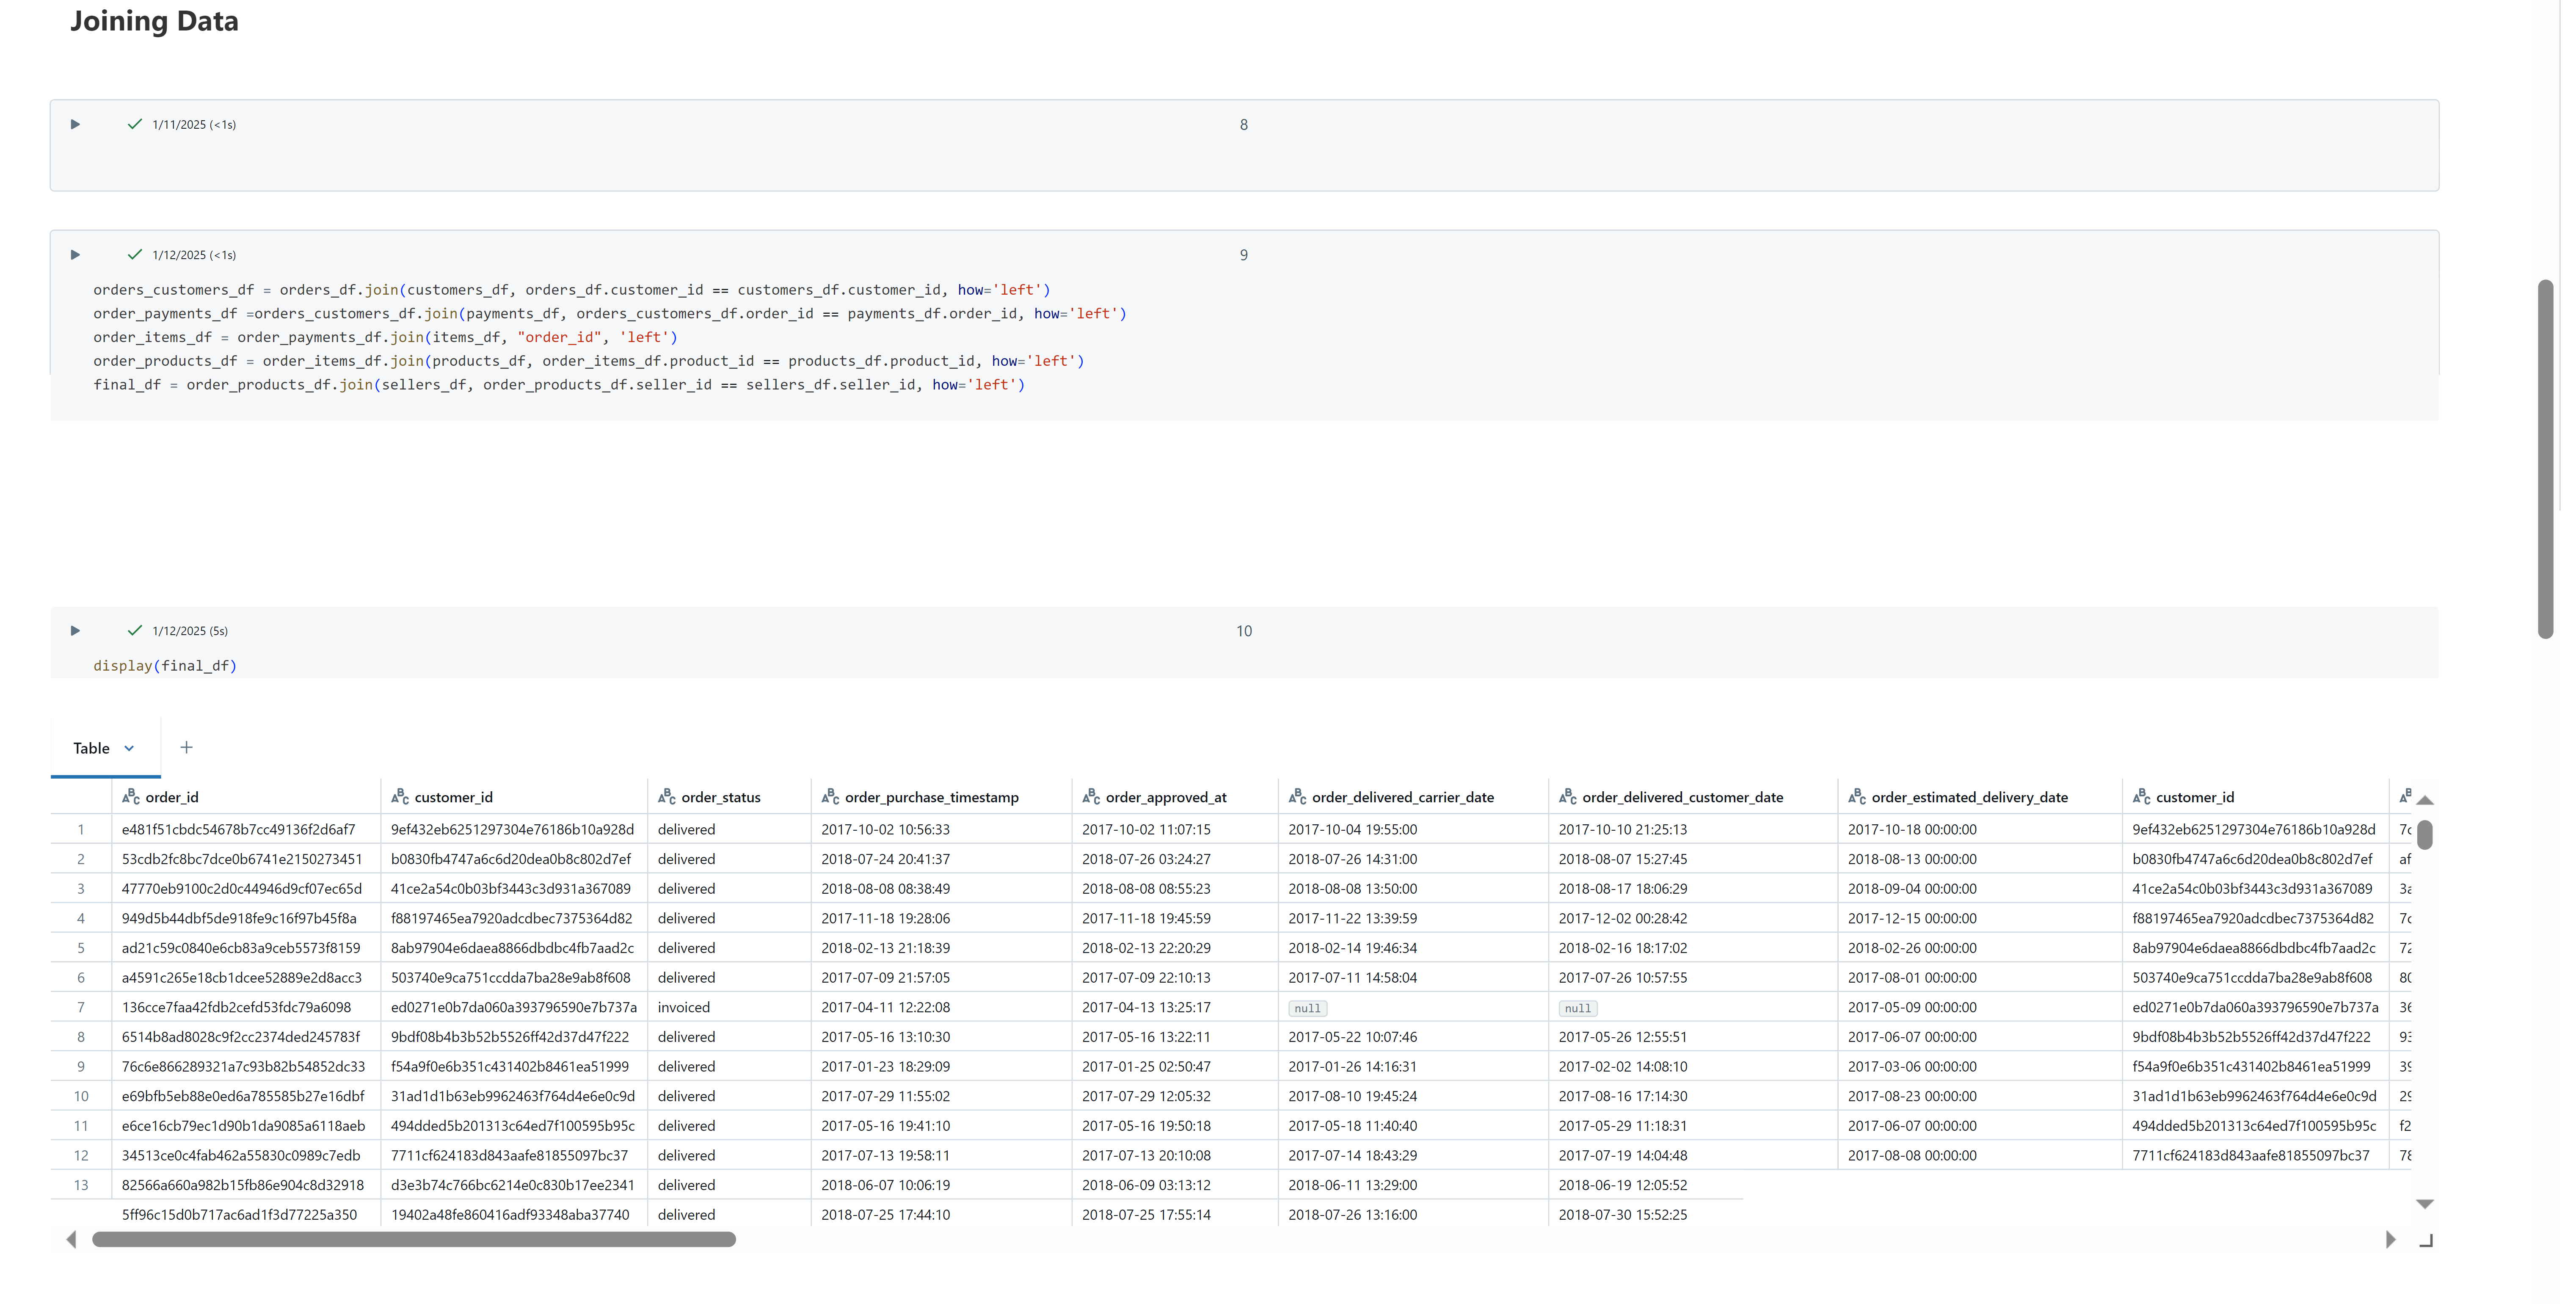 Joining Data
1/11/2025 (<1s)
8
1/12/2025 (<1s)
9
orders_customers_df = orders_df.join(customers_df, orders_df.customer_id == customers_df.customer_id, how='left')
order_payments_df =orders_customers_df.join(payments_df, orders_customers_df.order_id == payments_df.order_id, how='left')
order_items_df = order_payments_df.join(items_df, "order_id", 'left')
order_products_df = order_items_df.join(products_df, order_items_df.product_id == products_df.product_id, how='left')
final_df = order_products_df.join(sellers_df, order_products_df.seller_id == sellers_df.seller_id, how='left')
1/12/2025 (5s)
10
display(final_df)
Table +
ABC order_id ABC customer_id ABC order_status ABC order_purchase_timestamp ABC order_approved_at ABC order_delivered_carrier_date ABC order_delivered_customer_date ABC order_estimated_delivery_date ABC customer_id AB
1 e481f51cbdc54678b7cc49136f2d6af7 9ef432eb6251297304e76186b10a928d delivered 2017-10-02 10:56:33 2017-10-02 11:07:15 2017-10-04 19:55:00 2017-10-10 21:25:13 2017-10-18 00:00:00 9ef432eb6251297304e76186b10a928d 7c
2 53cdb2fc8bc7dce0b6741e2150273451 b0830fb4747a6c6d20dea0b8c802d7ef delivered 2018-07-24 20:41:37 2018-07-26 03:24:27 2018-07-26 14:31:00 2018-08-07 15:27:45 2018-08-13 00:00:00 b0830fb4747a6c6d20dea0b8c802d7ef af
3 47770eb9100c2d0c44946d9cf07ec65d 41ce2a54c0b03bf3443c3d931a367089 delivered 2018-08-08 08:38:49 2018-08-08 08:55:23 2018-08-08 13:50:00 2018-08-17 18:06:29 2018-09-04 00:00:00 41ce2a54c0b03bf3443c3d931a367089 3a
4 949d5b44dbf5de918fe9c16f97b45f8a f88197465ea7920adcdbec7375364d82 delivered 2017-11-18 19:28:06 2017-11-18 19:45:59 2017-11-22 13:39:59 2017-12-02 00:28:42 2017-12-15 00:00:00 f88197465ea7920adcdbec7375364d82 7c
5 ad21c59c0840e6cb83a9ceb5573f8159 8ab97904e6daea8866dbdbc4fb7aad2c delivered 2018-02-13 21:18:39 2018-02-13 22:20:29 2018-02-14 19:46:34 2018-02-16 18:17:02 2018-02-26 00:00:00 8ab97904e6daea8866dbdbc4fb7aad2c 72
6 a4591c265e18cb1dcee52889e2d8acc3 503740e9ca751ccdda7ba28e9ab8f608 delivered 2017-07-09 21:57:05 2017-07-09 22:10:13 2017-07-11 14:58:04 2017-07-26 10:57:55 2017-08-01 00:00:00 503740e9ca751ccdda7ba28e9ab8f608 80
7 136cce7faa42fdb2cefd53fdc79a6098 ed0271e0b7da060a393796590e7b737a invoiced 2017-04-11 12:22:08 2017-04-13 13:25:17 null null 2017-05-09 00:00:00 ed0271e0b7da060a393796590e7b737a 36
8 6514b8ad8028c9f2cc2374ded245783f 9bdf08b4b3b52b5526ff42d37d47f222 delivered 2017-05-16 13:10:30 2017-05-16 13:22:11 2017-05-22 10:07:46 2017-05-26 12:55:51 2017-06-07 00:00:00 9bdf08b4b3b52b5526ff42d37d47f222 93
9 76c6e866289321a7c93b82b54852dc33 f54a9f0e6b351c431402b8461ea51999 delivered 2017-01-23 18:29:09 2017-01-25 02:50:47 2017-01-26 14:16:31 2017-02-02 14:08:10 2017-03-06 00:00:00 f54a9f0e6b351c431402b8461ea51999 39
10 e69bfb5eb88e0ed6a785585b27e16dbf 31ad1d1b63eb9962463f764d4e6e0c9d delivered 2017-07-29 11:55:02 2017-07-29 12:05:32 2017-08-10 19:45:24 2017-08-16 17:14:30 2017-08-23 00:00:00 31ad1d1b63eb9962463f764d4e6e0c9d 29
11 e6ce16cb79ec1d90b1da9085a6118aeb 494dded5b201313c64ed7f100595b95c delivered 2017-05-16 19:41:10 2017-05-16 19:50:18 2017-05-18 11:40:40 2017-05-29 11:18:31 2017-06-07 00:00:00 494dded5b201313c64ed7f100595b95c f2
12 34513ce0c4fab462a55830c0989c7edb 7711cf624183d843aafe81855097bc37 delivered 2017-07-13 19:58:11 2017-07-13 20:10:08 2017-07-14 18:43:29 2017-07-19 14:04:48 2017-08-08 00:00:00 7711cf624183d843aafe81855097bc37 78
13 82566a660a982b15fb86e904c8d32918 d3e3b74c766bc6214e0c830b17ee2341 delivered 2018-06-07 10:06:19 2018-06-09 03:13:12 2018-06-11 13:29:00 2018-06-19 12:05:52
5ff96c15d0b717ac6ad1f3d77225a350 19402a48fe860416adf93348aba37740 delivered 2018-07-25 17:44:10 2018-07-25 17:55:14 2018-07-26 13:16:00 2018-07-30 15:52:25